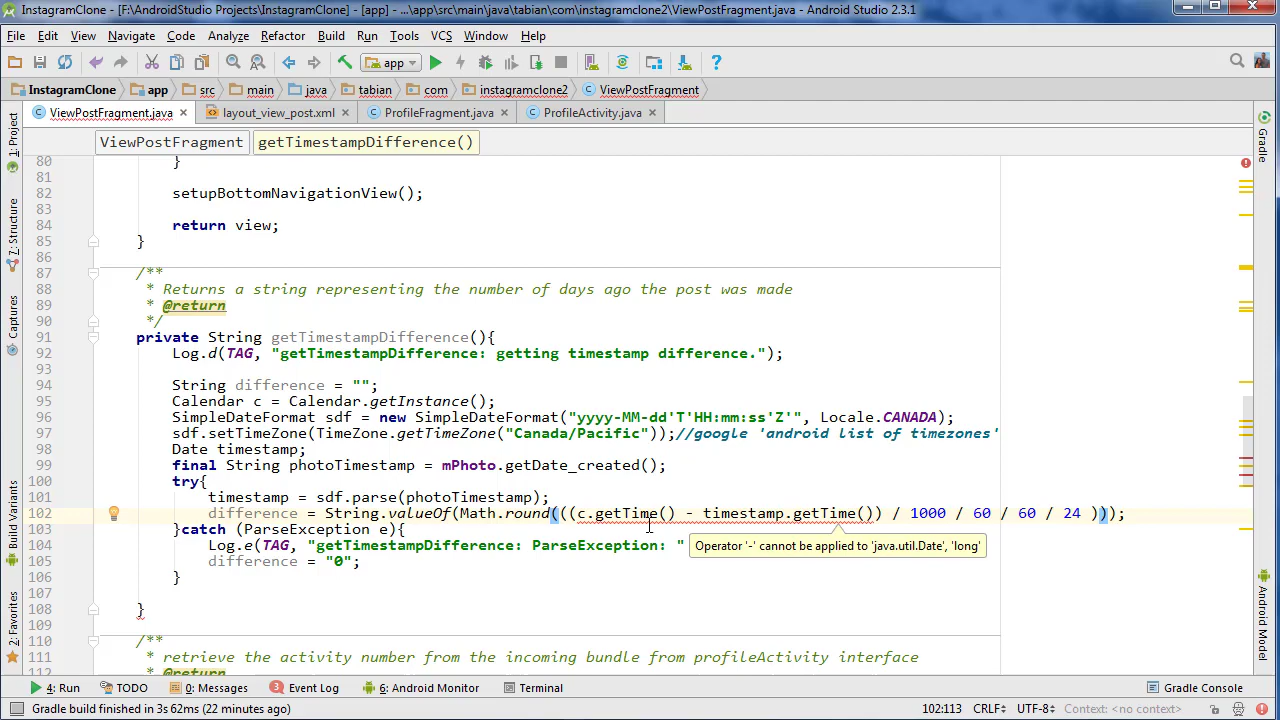 InstagramClone - [F:\AndroidStudio Projects\InstagramClone] - [app] - ...\app\src\main\java\tabian\com\instagramclone2\ViewPostFragment.java - Android Studio 2.3.1
File Edit View Navigate Code Analyze Refactor Build Run Tools VCS Window Help
app
InstagramClone app src main java tabian com instagramclone2 ViewPostFragment
ViewPostFragment.java layout_view_post.xml ProfileFragment.java ProfileActivity.java
ViewPostFragment getTimestampDifference()
80 }
81
82 setupBottomNavigationView();
83
84 return view;
85 }
86
87 /**
88 * Returns a string representing the number of days ago the post was made
89 * @return
90 */
91 private String getTimestampDifference(){
92 Log.d(TAG, "getTimestampDifference: getting timestamp difference.");
93
94 String difference = "";
95 Calendar c = Calendar.getInstance();
96 SimpleDateFormat sdf = new SimpleDateFormat("yyyy-MM-dd'T'HH:mm:ss'Z'", Locale.CANADA);
97 sdf.setTimeZone(TimeZone.getTimeZone("Canada/Pacific"));//google 'android list of timezones'
98 Date timestamp;
99 final String photoTimestamp = mPhoto.getDate_created();
100 try{
101 timestamp = sdf.parse(photoTimestamp);
102 difference = String.valueOf(Math.round(((c.getTime() - timestamp.getTime()) / 1000 / 60 / 60 / 24 )));
103 }catch (ParseException e){
104 Log.e(TAG, "getTimestampDifference: ParseException: "
Operator '-' cannot be applied to 'java.util.Date', 'long'
105 difference = "0";
106 }
107
108 }
109
110 /**
111 * retrieve the activity number from the incoming bundle from profileActivity interface
112 * @return
1: Project
7: Structure
Captures
Build Variants
2: Favorites
Gradle
Android Model
4: Run TODO 0: Messages 3 Event Log 6: Android Monitor Terminal Gradle Console
Gradle build finished in 3s 62ms (22 minutes ago) 102:113 CRLF UTF-8 Context: <no context>